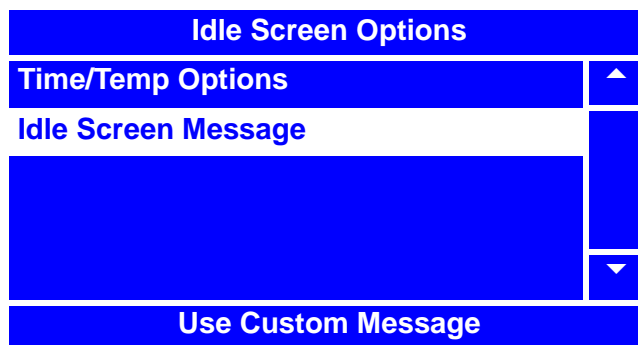 Idle Screen Options
Time/Temp Options
Idle Screen Message
Use Custom Message